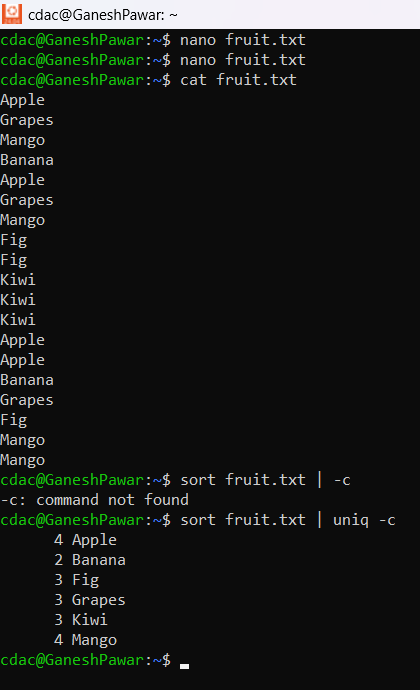 cdac@GaneshPawar: ~
cdac@GaneshPawar:~$ nano fruit.txt
cdac@GaneshPawar:~$ nano fruit.txt
cdac@GaneshPawar:~$ cat fruit.txt
Apple
Grapes
Mango
Banana
Apple
Grapes
Mango
Fig
Fig
Kiwi
Kiwi
Kiwi
Apple
Apple
Banana
Grapes
Fig
Mango
Mango
cdac@GaneshPawar:~$ sort fruit.txt | -c
-c: command not found
cdac@GaneshPawar:~$ sort fruit.txt | uniq -c
      4 Apple
      2 Banana
      3 Fig
      3 Grapes
      3 Kiwi
      4 Mango
cdac@GaneshPawar:~$